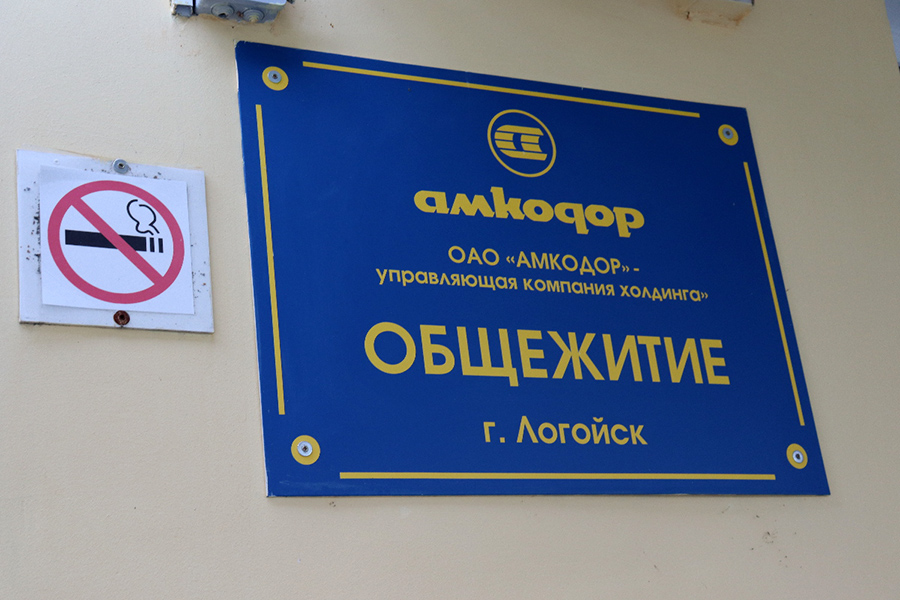 амкодор
ОАО «АМКОДОР» -
управляющая компания холдинга»
ОБЩЕЖИТИЕ
г. Логойск